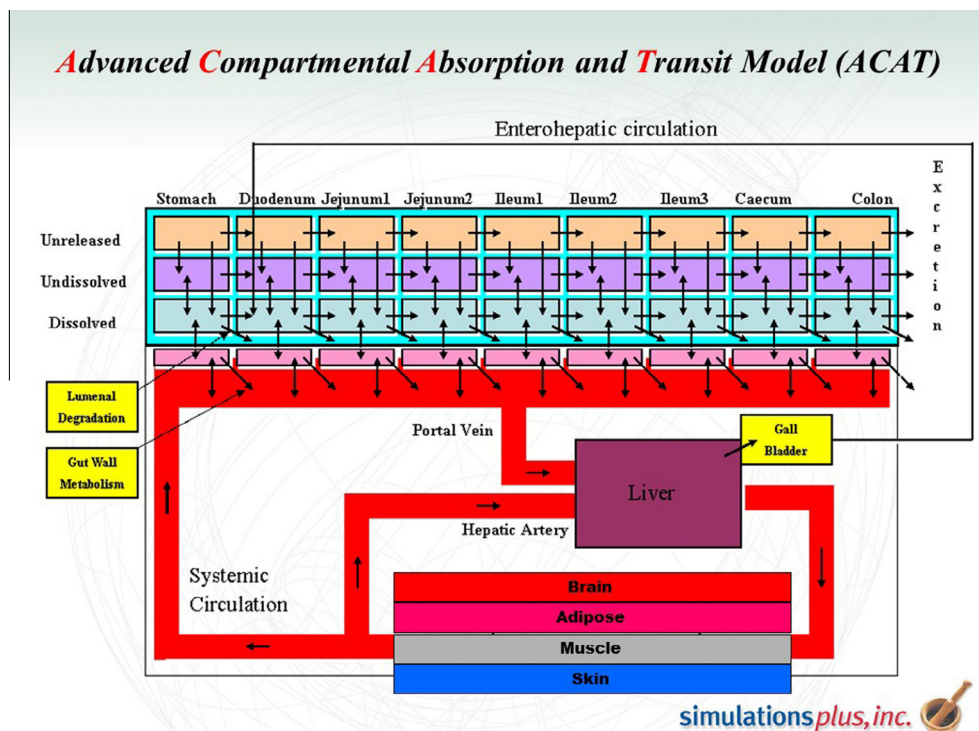 Advanced Compartmental Absorption and Transit Model (ACAT)
Enterohepatic circulation
Excretion
Stomach Duodenum Jejunum1 Jejunum2 Ileum1 Ileum2 Ileum3 Caecum Colon
Unreleased
Undissolved
Dissolved
Lumenal
Degradation
Gut Wall
Metabolism
Portal Vein
Gall
Bladder
Liver
Hepatic Artery
Systemic
Circulation
Brain
Adipose
Muscle
Skin
simulationsplus, inc.